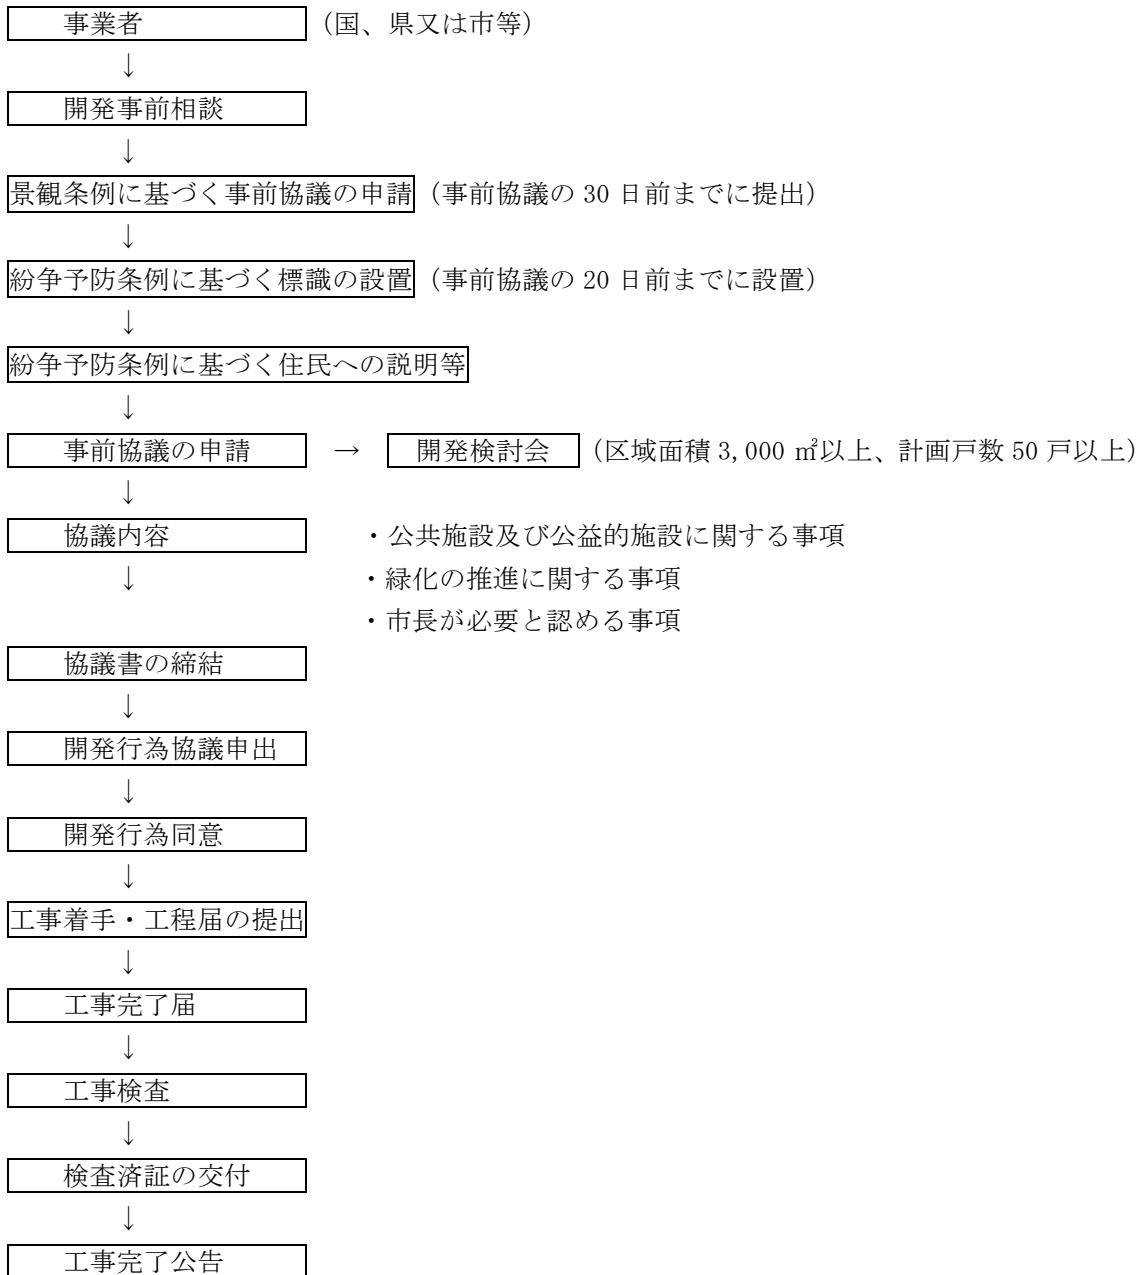 事業者 （国、県又は市等）
↓
開発事前相談
↓
景観条例に基づく事前協議の申請（事前協議の 30 日前までに提出）
↓
紛争予防条例に基づく標識の設置（事前協議の 20 日前までに設置）
↓
紛争予防条例に基づく住民への説明等
↓
事前協議の申請 → 開発検討会 （区域面積 3,000 ㎡以上、計画戸数 50 戸以上）
↓
協議内容 ・公共施設及び公益的施設に関する事項
↓ ・緑化の推進に関する事項
・市長が必要と認める事項
協議書の締結
↓
開発行為協議申出
↓
開発行為同意
↓
工事着手・工程届の提出
↓
工事完了届
↓
工事検査
↓
検査済証の交付
↓
工事完了公告